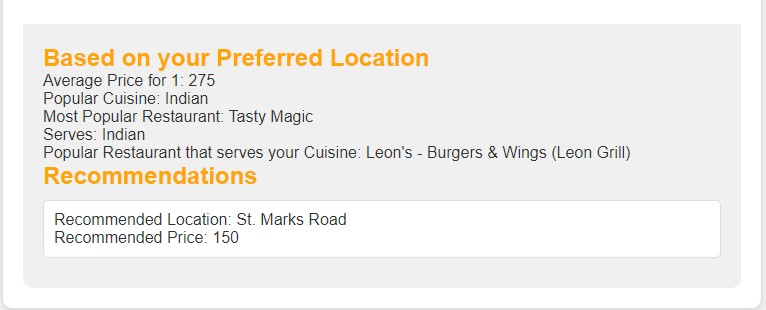 Based on your Preferred Location
Average Price for 1: 275
Popular Cuisine: Indian
Most Popular Restaurant: Tasty Magic
Serves: Indian
Popular Restaurant that serves your Cuisine: Leon's - Burgers & Wings (Leon Grill)
Recommendations
Recommended Location: St. Marks Road
Recommended Price: 150